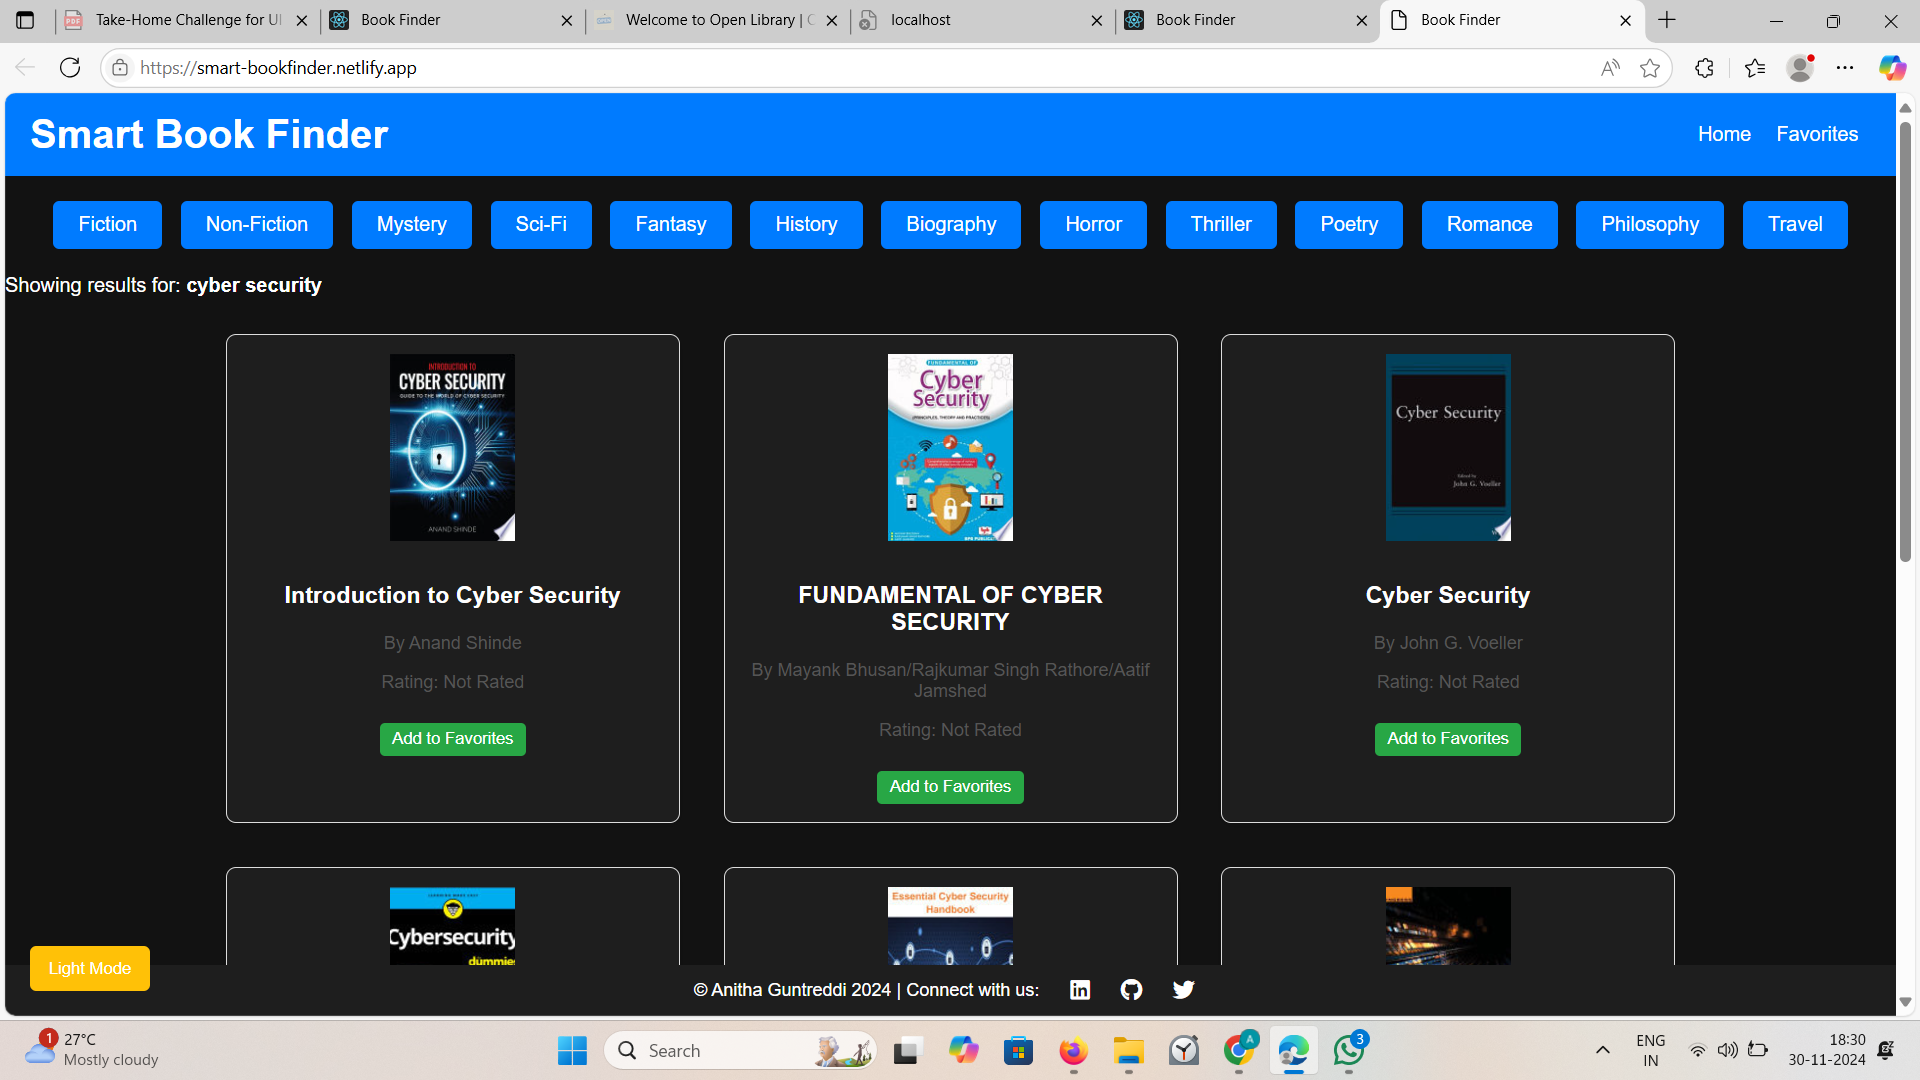 Take-Home Challenge for UI
Book Finder
Welcome to Open Library |
localhost
Book Finder
Book Finder
https://smart-bookfinder.netlify.app
Smart Book Finder
Home
Favorites
Fiction
Non-Fiction
Mystery
Sci-Fi
Fantasy
History
Biography
Horror
Thriller
Poetry
Romance
Philosophy
Travel
Showing results for: cyber security
INTRODUCTION TO
CYBER SECURITY
GUIDE TO THE WORLD OF CYBER SECURITY
ANAND SHINDE
Introduction to Cyber Security
By Anand Shinde
Rating: Not Rated
Add to Favorites
FUNDAMENTAL OF
Cyber
Security
(PRINCIPLES, THEORY AND PRACTICES)
FUNDAMENTAL OF CYBER
SECURITY
By Mayank Bhusan/Rajkumar Singh Rathore/Aatif
Jamshed
Rating: Not Rated
Add to Favorites
Cyber Security
Edited by
John G. Voeller
Cyber Security
By John G. Voeller
Rating: Not Rated
Add to Favorites
Cybersecurity
dummies
Essential Cyber Security
Handbook
Light Mode
© Anitha Guntreddi 2024 | Connect with us:
1
27°C
Mostly cloudy
Search
A
3
ENG
IN
18:30
30-11-2024